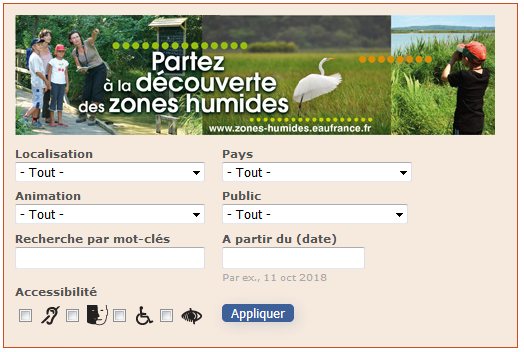 Partez
à la découverte
des zones humides
www.zones-humides.eaufrance.fr
Localisation
Pays
- Tout -
- Tout -
Animation
Public
- Tout -
- Tout -
Recherche par mot-clés
A partir du (date)
Par ex., 11 oct 2018
Accessibilité
Appliquer